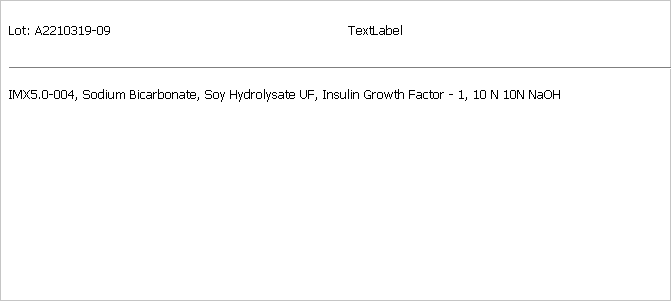 Lot: A2210319-09 TextLabel
IMX5.0-004, Sodium Bicarbonate, Soy Hydrolysate UF, Insulin Growth Factor - 1, 10 N 10N NaOH